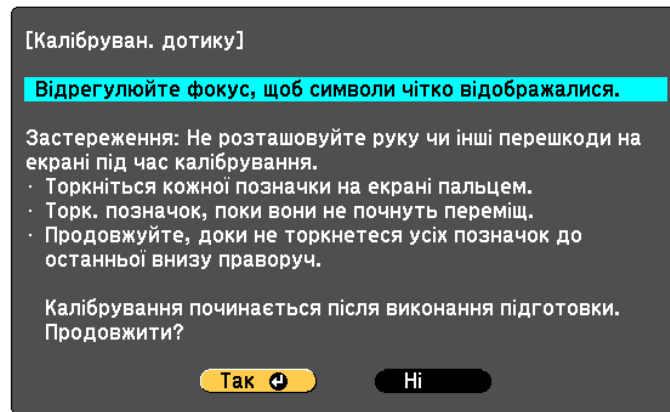 [Калібруван. дотику]
Відрегулюйте фокус, щоб символи чітко відображалися.
Застереження: Не розташовуйте руку чи інші перешкоди на
екрані під час калібрування.
· Торкніться кожної позначки на екрані пальцем.
· Торк. позначок, поки вони не почнуть переміщ.
· Продовжуйте, доки не торкнетеся усіх позначок до
останньої внизу праворуч.
Калібрування починається після виконання підготовки.
Продовжити?
Так Ні